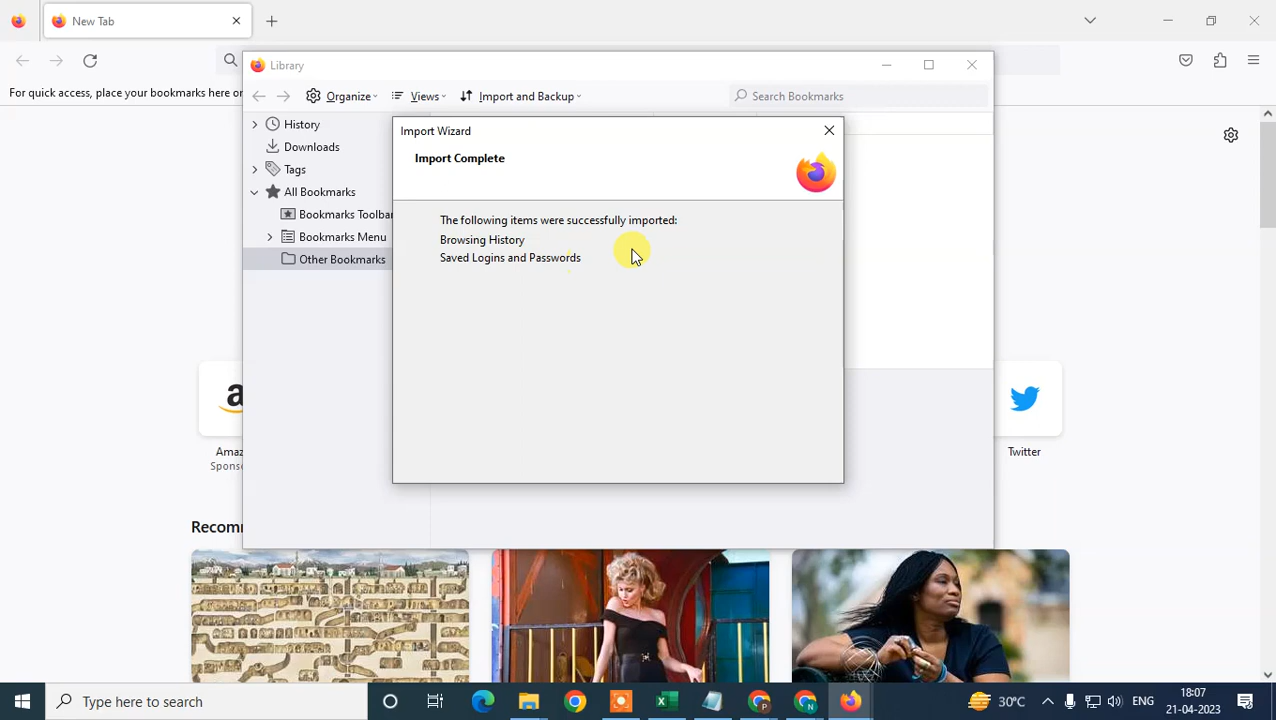 New Tab
For quick access, place your bookmarks here on
Library
Organize
Views
Import and Backup
Search Bookmarks
History
Downloads
Tags
All Bookmarks
Bookmarks Toolbar
Bookmarks Menu
Other Bookmarks
Import Wizard
Import Complete
The following items were successfully imported:
Browsing History
Saved Logins and Passwords
a
Amaz
Sponso
Twitter
Recomm
Type here to search
X
P
N
30°C
ENG
18:07
21-04-2023